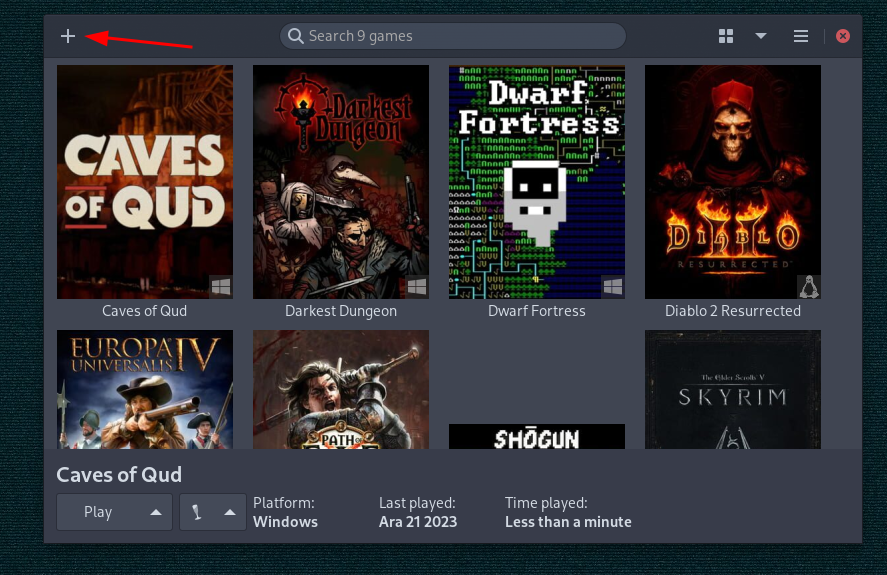 Search 9 games
CAVES
OF QUD
Darkest
Dungeon
Dwarf
Fortress
DIABLO
II
RESURRECTED
Caves of Qud
Darkest Dungeon
Dwarf Fortress
Diablo 2 Resurrected
EUROPA
UNIVERSALIS IV
PATH
OF
SHŌGUN
The Elder Scrolls V
SKYRIM
Caves of Qud
Play
Platform:
Last played:
Time played:
Windows
Ara 21 2023
Less than a minute